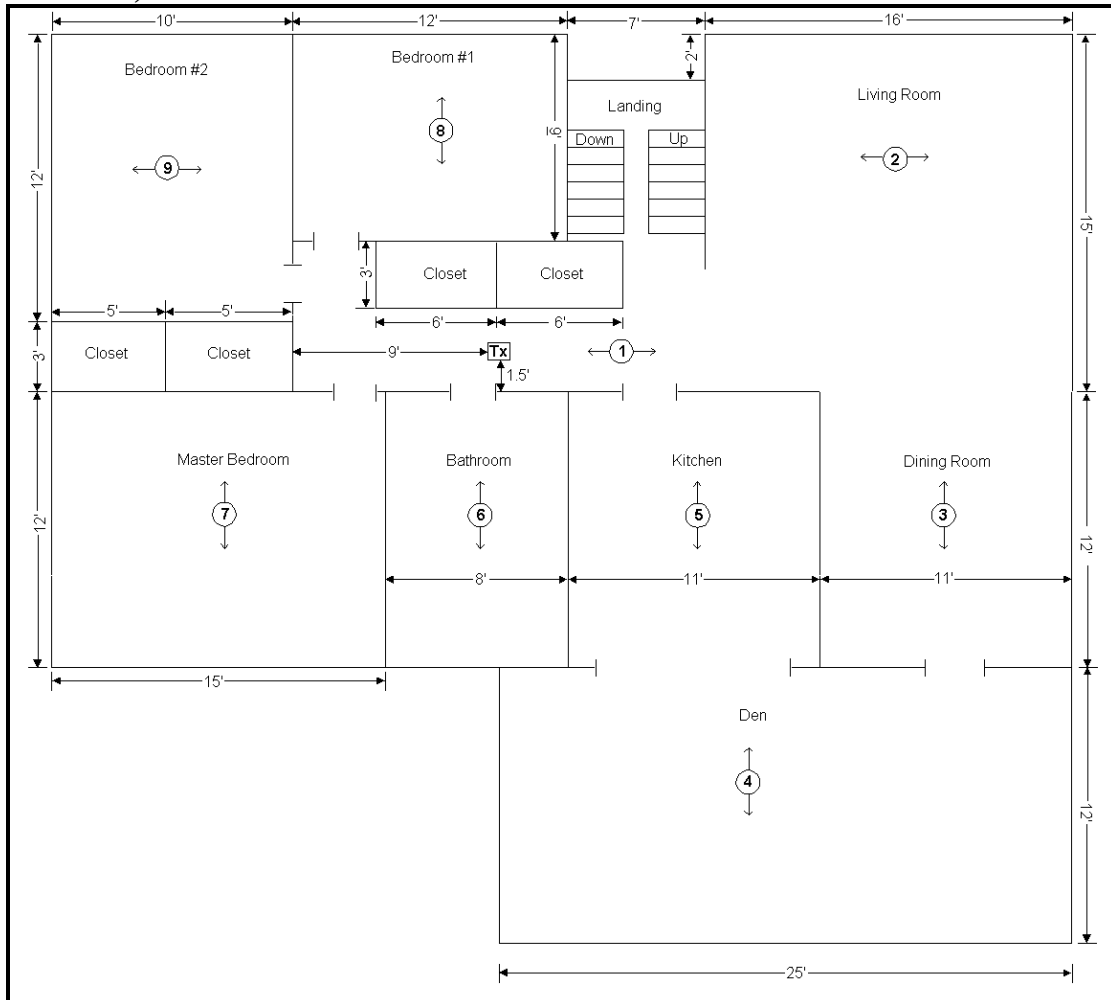 10'
12'
7'
16'
Bedroom #2
Bedroom #1
2'
Living Room
Landing
Down
Up
8
9'
9
2
12'
15'
3'
Closet
Closet
5'
5'
6'
6'
3'
Closet
Closet
9'
Tx
1
1.5'
Master Bedroom
Bathroom
Kitchen
Dining Room
12'
7
6
5
3
12'
8'
11'
11'
15'
Den
4
12'
25'